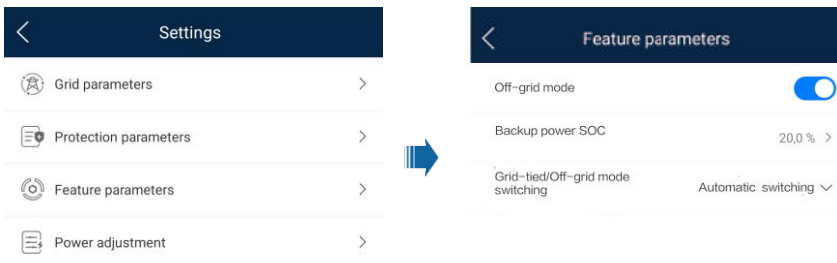 Settings
Grid parameters
Protection parameters
Feature parameters
Power adjustment
Feature parameters
Off-grid mode
Backup power SOC
20,0 %
Grid-tied/Off-grid mode
switching
Automatic switching